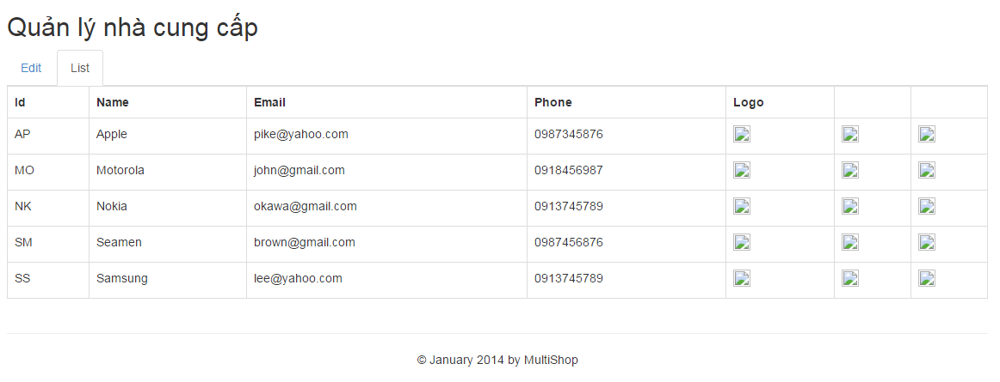 Quản lý nhà cung cấp
Edit List
Id Name Email Phone Logo
AP Apple pike@yahoo.com 0987345876
MO Motorola john@gmail.com 0918456987
NK Nokia okawa@gmail.com 0913745789
SM Seamen brown@gmail.com 0987456876
SS Samsung lee@yahoo.com 0913745789
© January 2014 by MultiShop